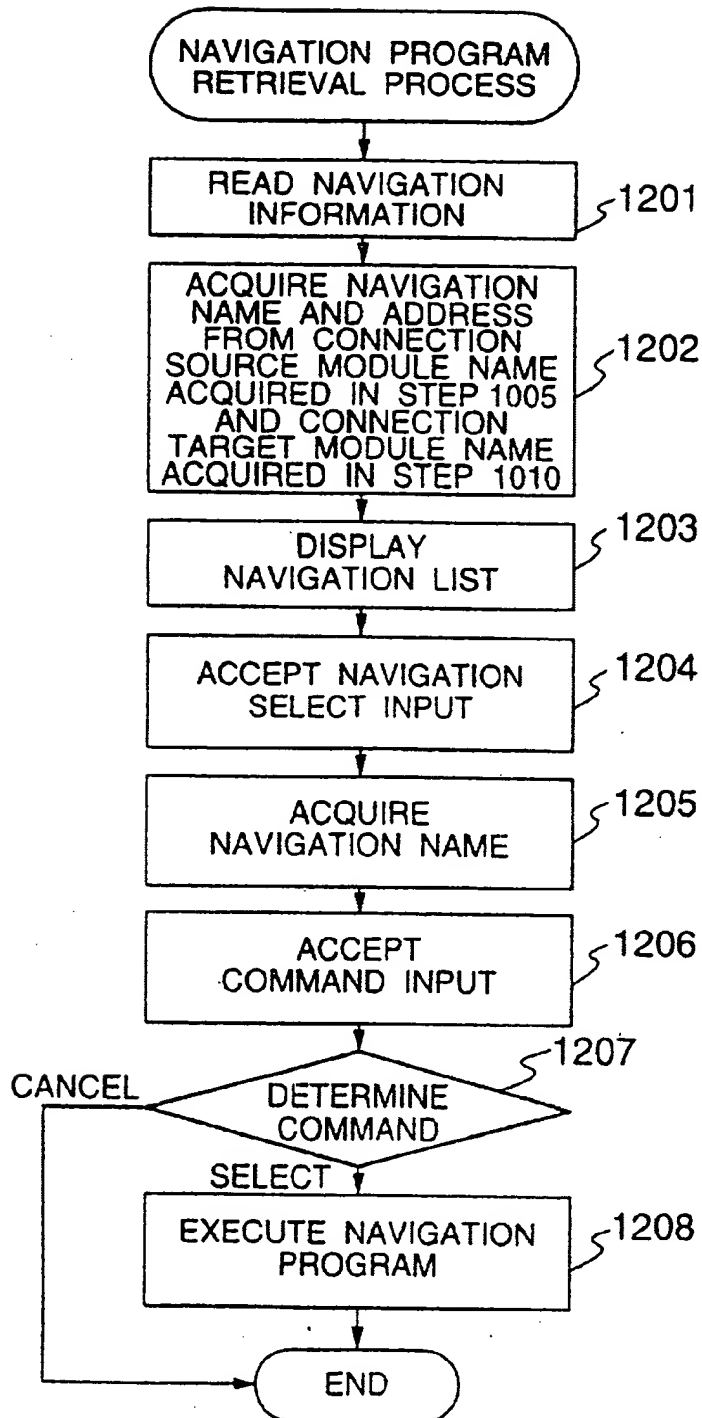 NAVIGATION PROGRAM
RETRIEVAL PROCESS
READ NAVIGATION
INFORMATION
1201
ACQUIRE NAVIGATION
NAME AND ADDRESS
FROM CONNECTION
SOURCE MODULE NAME
ACQUIRED IN STEP 1005
AND CONNECTION
TARGET MODULE NAME
ACQUIRED IN STEP 1010
1202
DISPLAY
NAVIGATION LIST
1203
ACCEPT NAVIGATION
SELECT INPUT
1204
ACQUIRE
NAVIGATION NAME
1205
ACCEPT
COMMAND INPUT
1206
DETERMINE
COMMAND
1207
CANCEL
SELECT
EXECUTE NAVIGATION
PROGRAM
1208
END